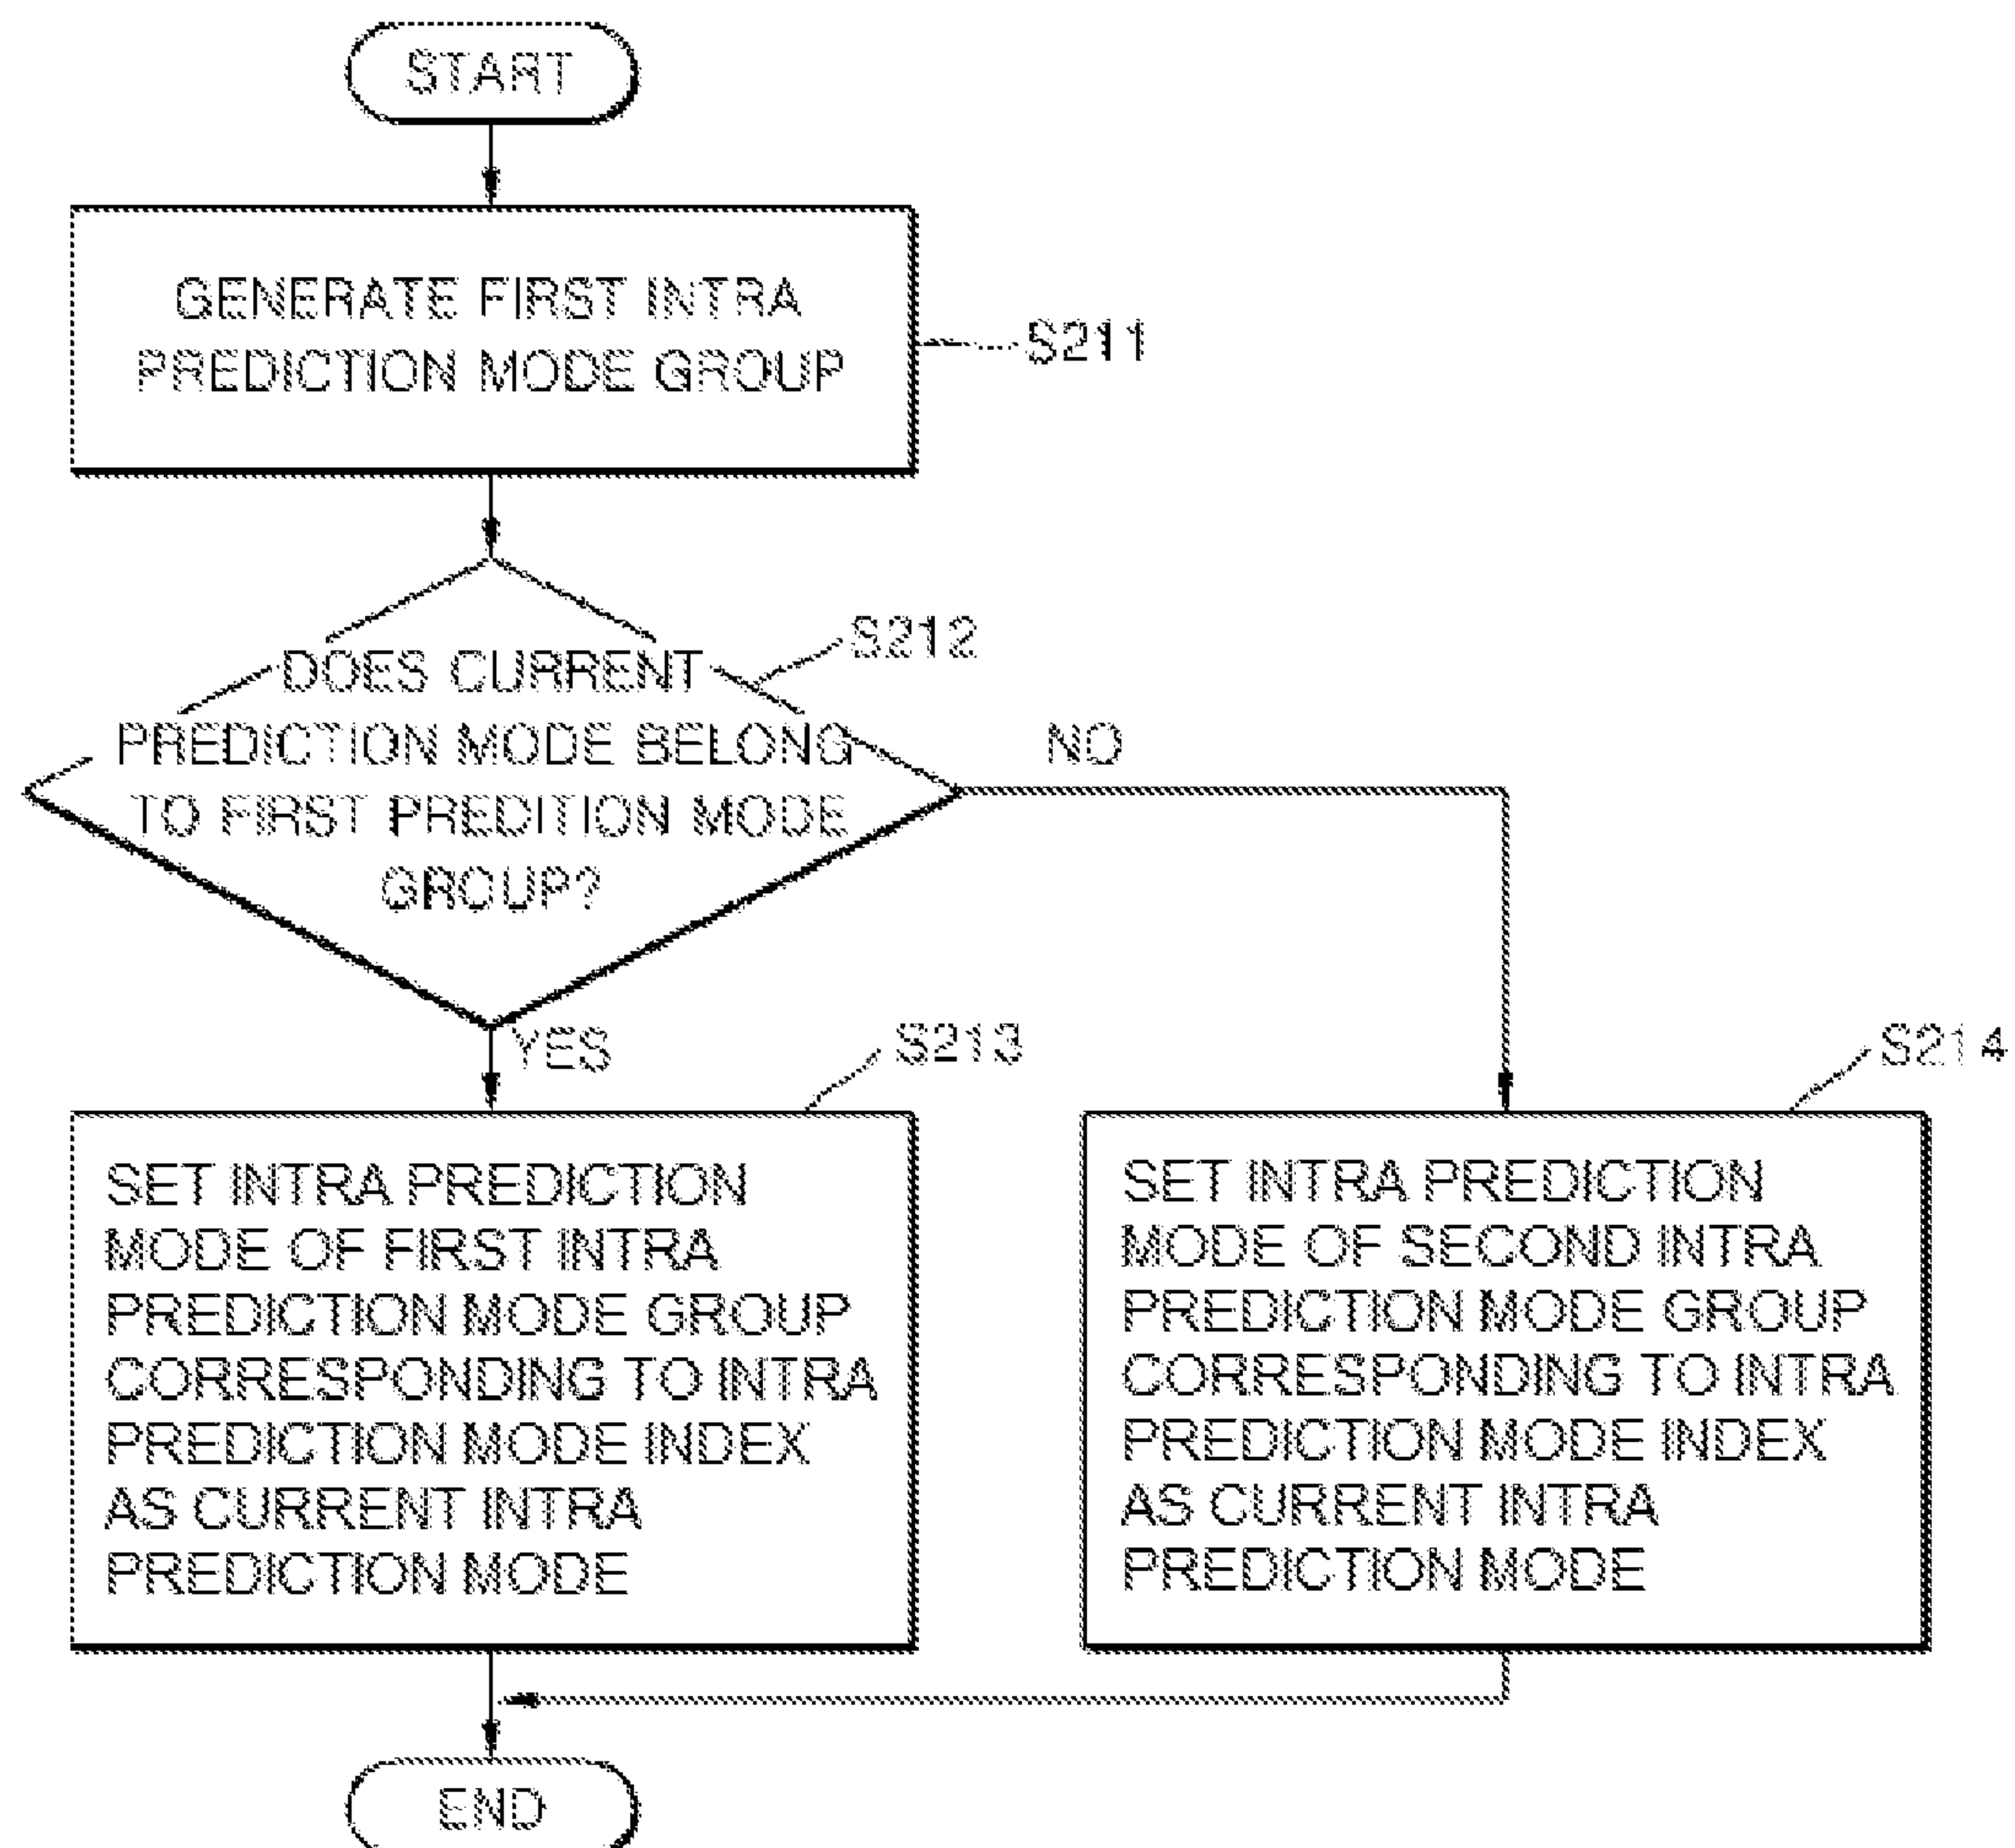 START
GENERATE FIRST INTRA
PREDICTION MODE GROUP
S211
DOES CURRENT
PREDICTION MODE BELONG
TO FIRST PREDITION MODE
GROUP?
S212
NO
YES
S213
SET INTRA PREDICTION
MODE OF FIRST INTRA
PREDICTION MODE GROUP
CORRESPONDING TO INTRA
PREDICTION MODE INDEX
AS CURRENT INTRA
PREDICTION MODE
S214
SET INTRA PREDICTION
MODE OF SECOND INTRA
PREDICTION MODE GROUP
CORRESPONDING TO INTRA
PREDICTION MODE INDEX
AS CURRENT INTRA
PREDICTION MODE
END